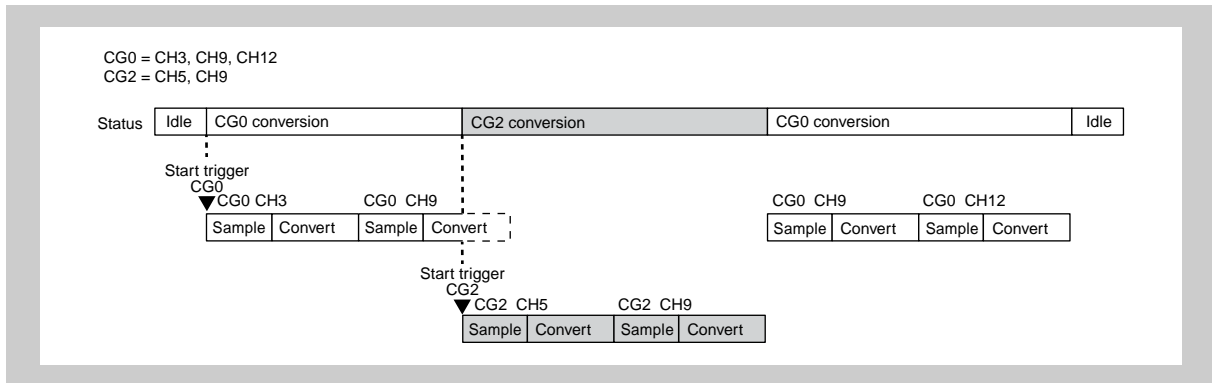 CG0 = CH3, CH9, CH12
CG2 = CH5, CH9
Status Idle CG0 conversion CG2 conversion CG0 conversion Idle
Start trigger
CG0
CG0 CH3 CG0 CH9 CG0 CH9 CG0 CH12
Sample Convert Sample Convert Sample Convert Sample Convert
Start trigger
CG2
CG2 CH5 CG2 CH9
Sample Convert Sample Convert